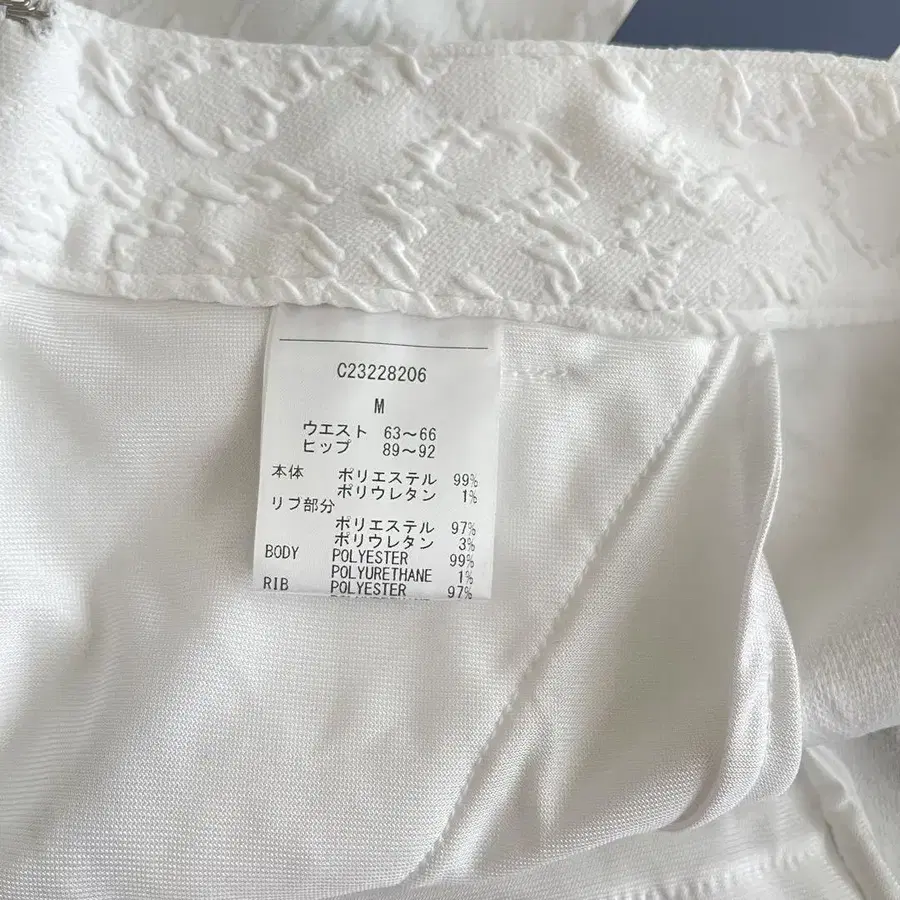 C23228206
M
ウエスト 63～66
ヒップ 89～92
本体 ポリエステル 99%
ポリウレタン 1%
リブ部分
ポリエステル 97%
ポリウレタン 3%
BODY POLYESTER 99%
POLYURETHANE 1%
RIB POLYESTER 97%